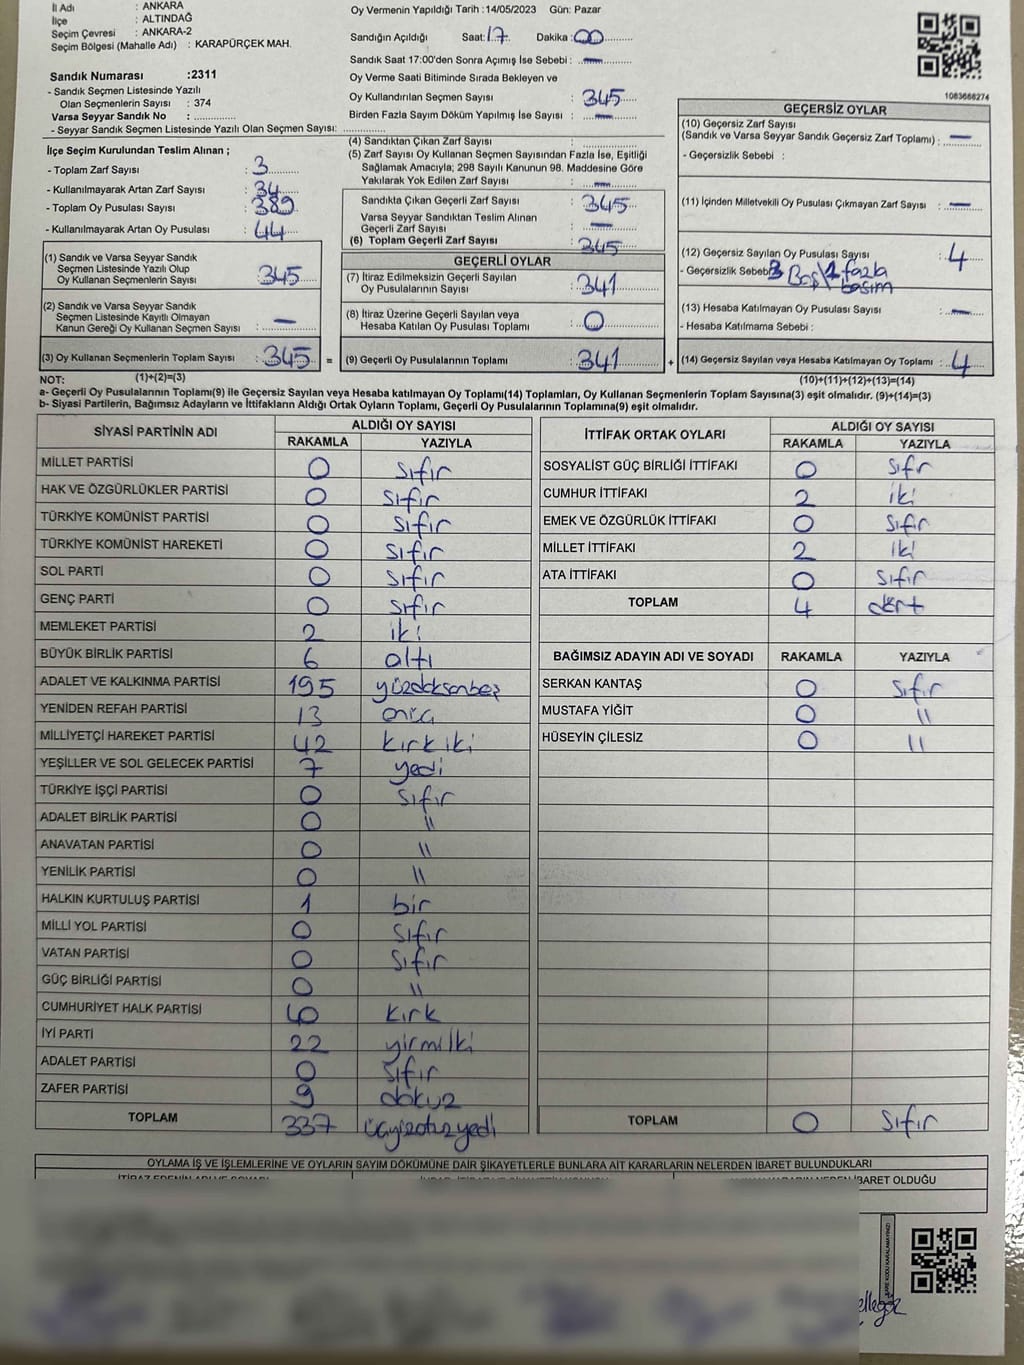 İl Adı : ANKARA
İlçe : ALTINDAĞ
Seçim Çevresi : ANKARA-2
Seçim Bölgesi (Mahalle Adı) : KARAPÜRÇEK MAH.
Sandık Numarası :2311
- Sandık Seçmen Listesinde Yazılı
Olan Seçmenlerin Sayısı : 374
Varsa Seyyar Sandık No :
- Seyyar Sandık Seçmen Listesinde Yazılı Olan Seçmen Sayısı:
İlçe Seçim Kurulundan Teslim Alınan ;
- Toplam Zarf Sayısı : 3
- Kullanılmayarak Artan Zarf Sayısı : 34
- Toplam Oy Pusulası Sayısı : 389
- Kullanılmayarak Artan Oy Pusulası : 44
(1) Sandık ve Varsa Seyyar Sandık
Seçmen Listesinde Yazılı Olup
Oy Kullanan Seçmenlerin Sayısı : 345
(2) Sandık ve Varsa Seyyar Sandık
Seçmen Listesinde Kayıtlı Olmayan
Kanun Gereği Oy Kullanan Seçmen Sayısı : —
(3) Oy Kullanan Seçmenlerin Toplam Sayısı : 345 =
(1)+(2)=(3)
Oy Vermenin Yapıldığı Tarih :14/05/2023 Gün: Pazar
Sandığın Açıldığı Saat:17 Dakika :00
Sandık Saat 17:00'den Sonra Açımış İse Sebebi : —
Oy Verme Saati Bitiminde Sırada Bekleyen ve
Oy Kullandırılan Seçmen Sayısı : 345
Birden Fazla Sayım Döküm Yapılmış İse Sayısı : —
(4) Sandıktan Çıkan Zarf Sayısı :
(5) Zarf Sayısı Oy Kullanan Seçmen Sayısından Fazla İse, Eşitliği
Sağlamak Amacıyla; 298 Sayılı Kanunun 98. Maddesine Göre
Yakılarak Yok Edilen Zarf Sayısı : —
Sandıkta Çıkan Geçerli Zarf Sayısı : 345
Varsa Seyyar Sandıktan Teslim Alınan
Geçerli Zarf Sayısı : —
(6) Toplam Geçerli Zarf Sayısı : 345
GEÇERLİ OYLAR
(7) İtiraz Edilmeksizin Geçerli Sayılan
Oy Pusulalarının Sayısı : 341
(8) İtiraz Üzerine Geçerli Sayılan veya
Hesaba Katılan Oy Pusulası Toplamı : 0
(9) Geçerli Oy Pusulalarının Toplamı : 341 +
1083666274
GEÇERSİZ OYLAR
(10) Geçersiz Zarf Sayısı
(Sandık ve Varsa Seyyar Sandık Geçersiz Zarf Toplamı) : —
- Geçersizlik Sebebi :
(11) İçinden Milletvekili Oy Pusulası Çıkmayan Zarf Sayısı : —
(12) Geçersiz Sayılan Oy Pusulası Sayısı : 4
- Geçersizlik Sebebi 3 Boş \ 1 fazla
basım
(13) Hesaba Katılmayan Oy Pusulası Sayısı : —
- Hesaba Katılmama Sebebi :
(14) Geçersiz Sayılan veya Hesaba Katılmayan Oy Toplamı : 4
(10)+(11)+(12)+(13)=(14)
NOT:
a- Geçerli Oy Pusulalarının Toplamı(9) ile Geçersiz Sayılan veya Hesaba katılmayan Oy Toplamı(14) Toplamları, Oy Kullanan Seçmenlerin Toplam Sayısına(3) eşit olmalıdır. (9)+(14)=(3)
b- Siyasi Partilerin, Bağımsız Adayların ve İttifakların Aldığı Ortak Oyların Toplamı, Geçerli Oy Pusulalarının Toplamına(9) eşit olmalıdır.
SİYASİ PARTİNİN ADI ALDIĞI OY SAYISI
RAKAMLA YAZIYLA
MİLLET PARTİSİ 0 sıfır
HAK VE ÖZGÜRLÜKLER PARTİSİ 0 sıfır
TÜRKİYE KOMÜNİST PARTİSİ 0 sıfır
TÜRKİYE KOMÜNİST HAREKETİ 0 sıfır
SOL PARTİ 0 sıfır
GENÇ PARTİ 0 sıfır
MEMLEKET PARTİSİ 2 iki
BÜYÜK BİRLİK PARTİSİ 6 altı
ADALET VE KALKINMA PARTİSİ 195 yüzdoksanbeş
YENİDEN REFAH PARTİSİ 13
MİLLİYETÇİ HAREKET PARTİSİ 42 kırkiki
YEŞİLLER VE SOL GELECEK PARTİSİ 7 yedi
TÜRKİYE İŞÇİ PARTİSİ 0 sıfır
ADALET BİRLİK PARTİSİ 0 "
ANAVATAN PARTİSİ 0 "
YENİLİK PARTİSİ 0 "
HALKIN KURTULUŞ PARTİSİ 1 bir
MİLLİ YOL PARTİSİ 0 sıfır
VATAN PARTİSİ 0 sıfır
GÜÇ BİRLİĞİ PARTİSİ 0 "
CUMHURİYET HALK PARTİSİ 40 kırk
İYİ PARTİ 22 yirmiiki
ADALET PARTİSİ 0 sıfır
ZAFER PARTİSİ 9 dokuz
TOPLAM 337 üçyüzotuzyedi
İTTİFAK ORTAK OYLARI ALDIĞI OY SAYISI
RAKAMLA YAZIYLA
SOSYALİST GÜÇ BİRLİĞİ İTTİFAKI 0 sıfr
CUMHUR İTTİFAKI 2 iki
EMEK VE ÖZGÜRLÜK İTTİFAKI 0 sıfır
MİLLET İTTİFAKI 2 iki
ATA İTTİFAKI 0 sıfır
TOPLAM 4 dört
BAĞIMSIZ ADAYIN ADI VE SOYADI RAKAMLA YAZIYLA
SERKAN KANTAŞ 0 sıfır
MUSTAFA YİĞİT 0 "
HÜSEYİN ÇİLESİZ 0 "
TOPLAM 0 sıfır
OYLAMA İŞ VE İŞLEMLERİNE VE OYLARIN SAYIM DÖKÜMÜNE DAİR ŞİKAYETLERLE BUNLARA AİT KARARLARIN NELERDEN İBARET BULUNDUKLARI
İBARET OLDUĞU